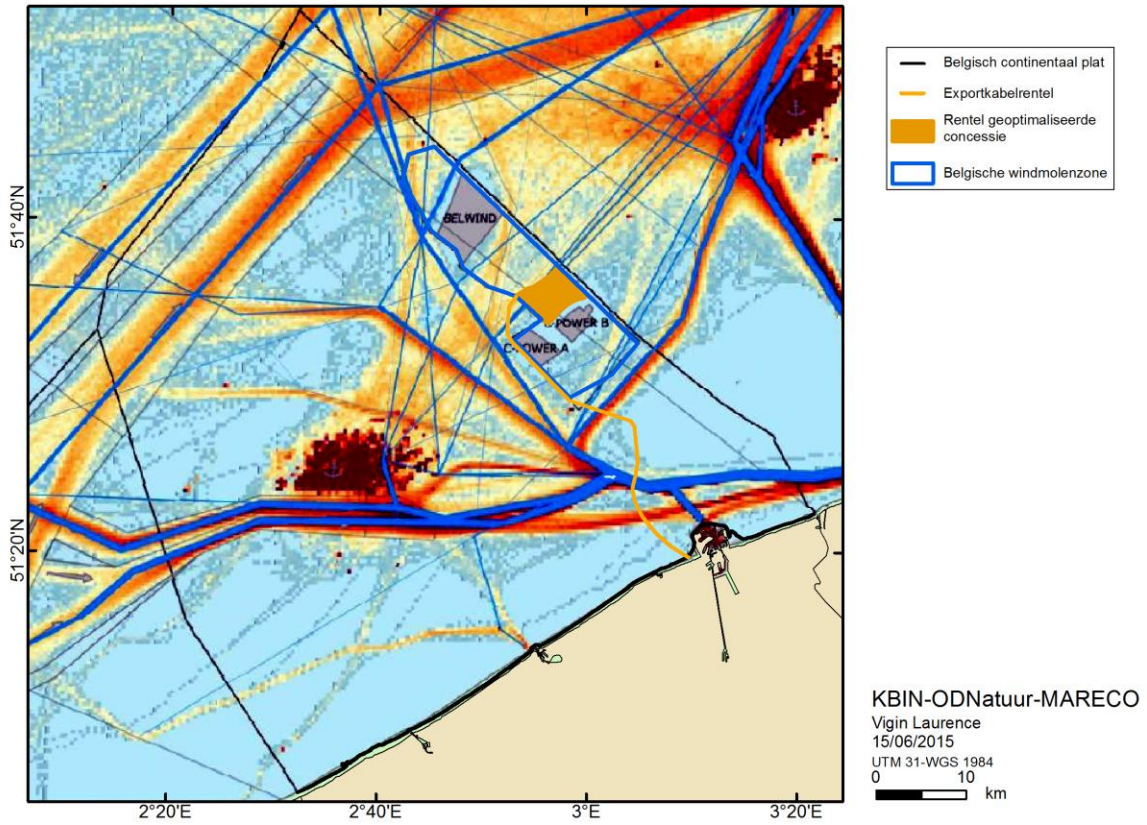 51°40'N
51°20'N
BELWIND
C-POWER B
C-POWER A
2°20'E
2°40'E
3°E
3°20'E
Belgisch continentaal plat
Exportkabelrentel
Rentel geoptimaliseerde
concessie
Belgische windmolenzone
KBIN-ODNatuur-MARECO
Vigin Laurence
15/06/2015
UTM 31-WGS 1984
0 10
km